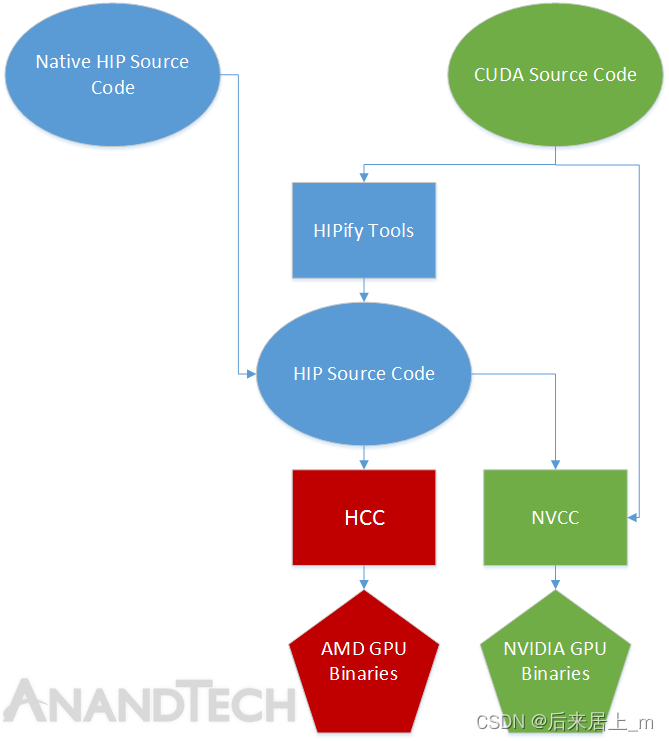 Native HIP Source
Code
CUDA Source Code
HIPify Tools
HIP Source Code
HCC
NVCC
AMD GPU
Binaries
NVIDIA GPU
Binaries
ANANDTECH
CSDN @后来居上_m